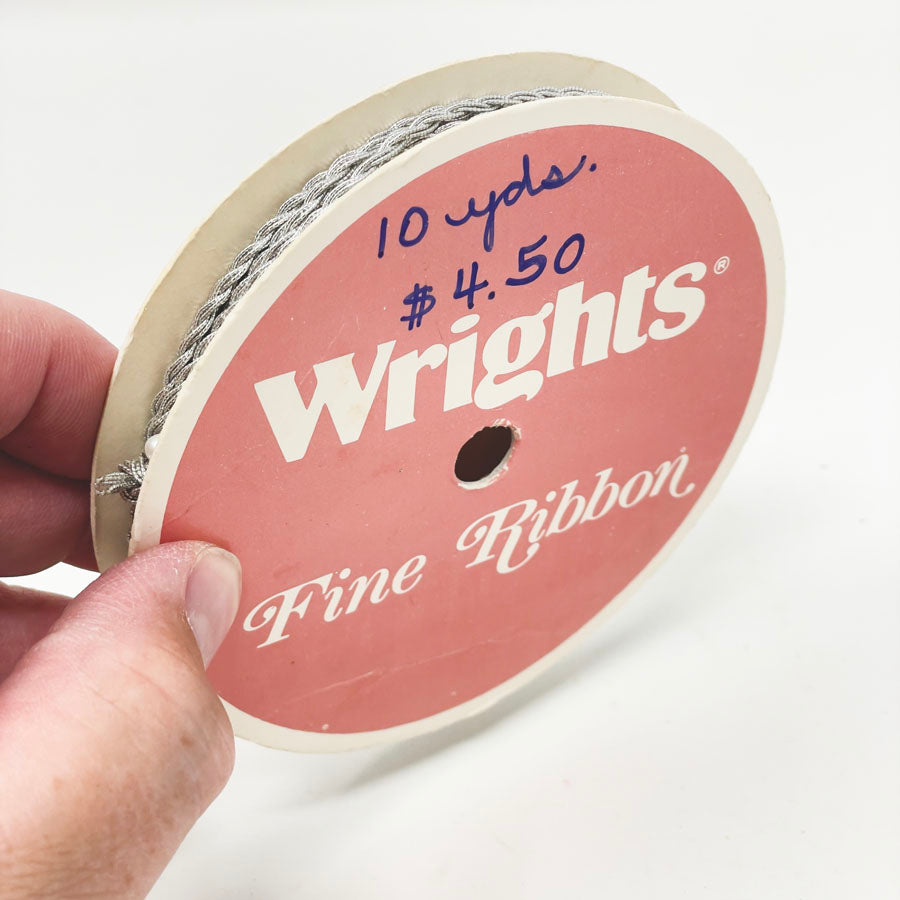 10 yds.
$4.50
Wrights®
Fine Ribbon